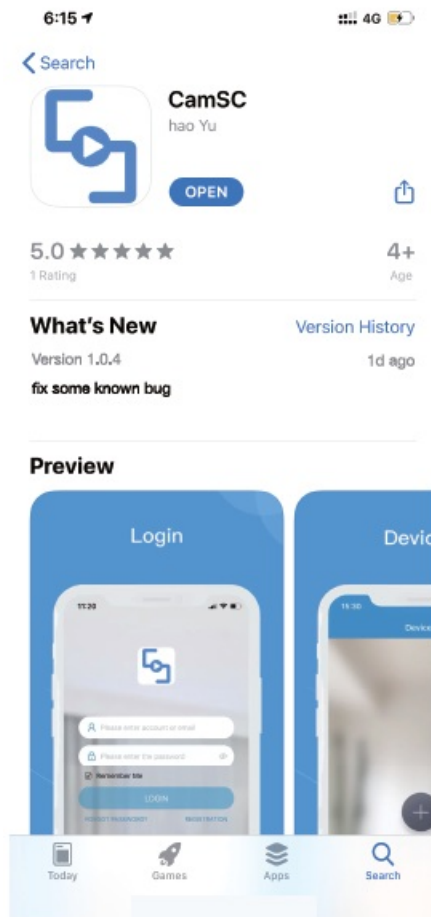 6:15
4G
Search
CamSC
hao Yu
OPEN
5.0
4+
1 Rating
Age
What's New
Version History
Version 1.0.4
1d ago
fix some known bug
Preview
Login
Devic
11:20
15:30
Device
Please enter account or email
Please enter the password
Remember Me
LOGIN
REGISTRATION
Today
Games
Apps
Search